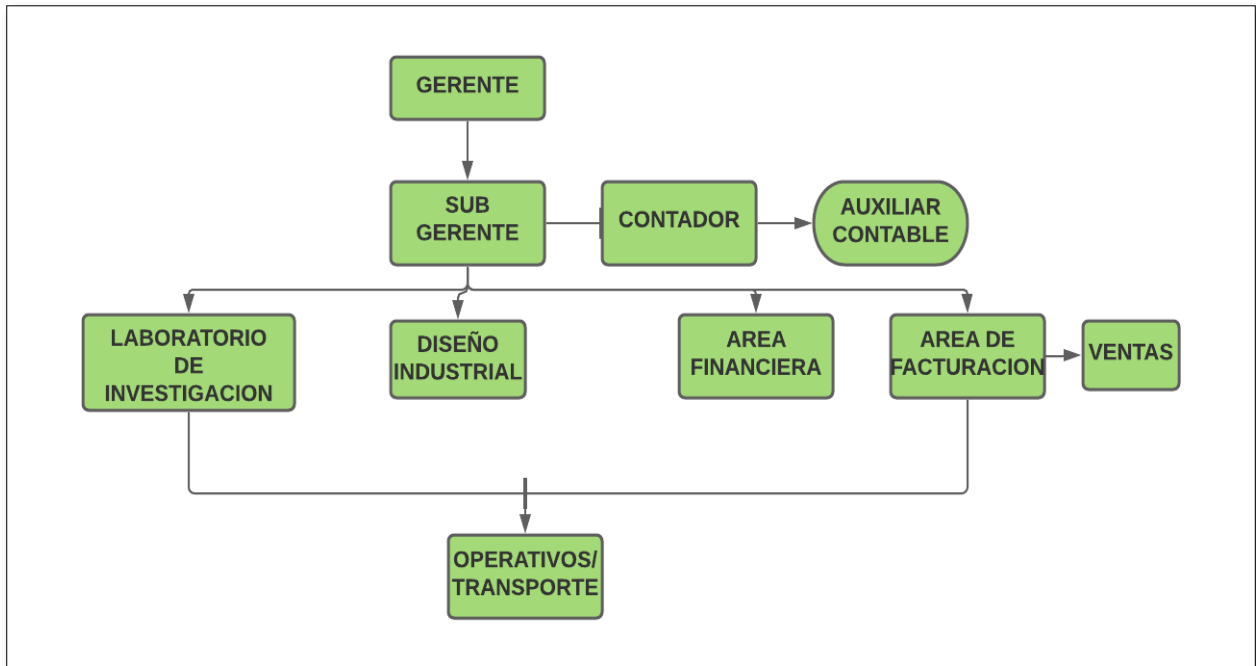 GERENTE
SUB
GERENTE
CONTADOR
AUXILIAR
CONTABLE
LABORATORIO
DE
INVESTIGACION
DISEÑO
INDUSTRIAL
AREA
FINANCIERA
AREA DE
FACTURACION
VENTAS
OPERATIVOS/
TRANSPORTE